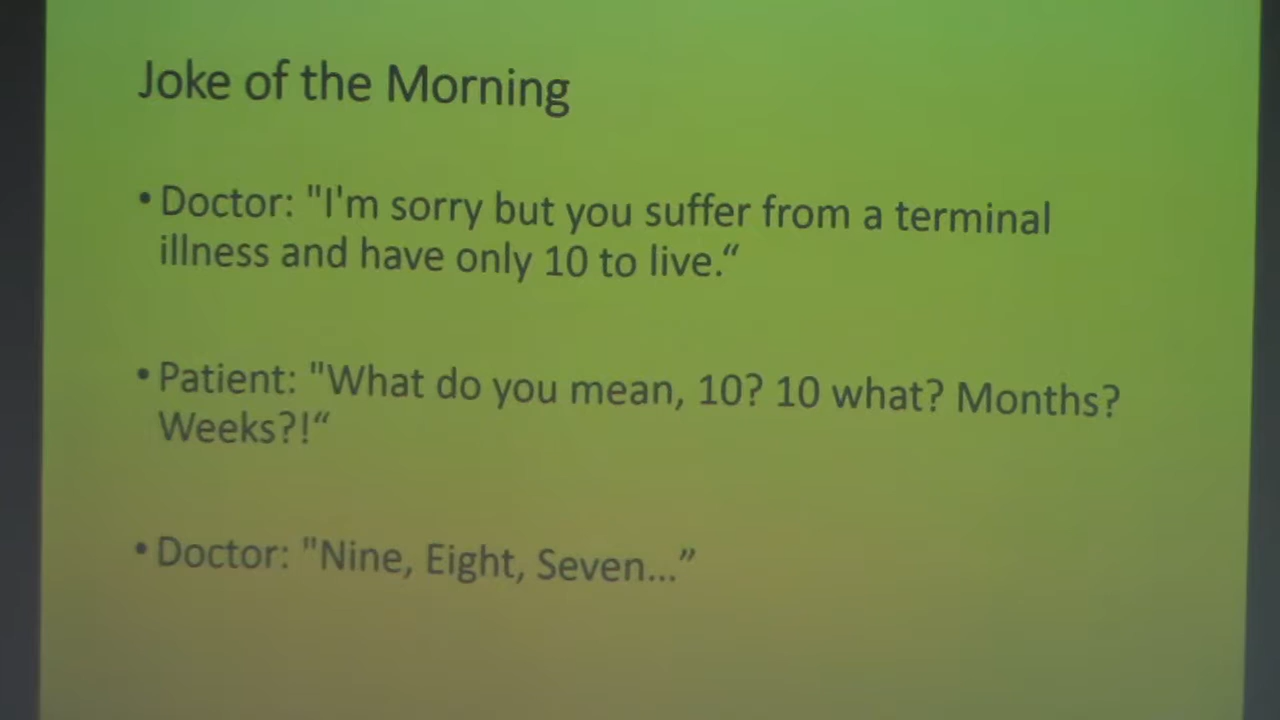 Joke of the Morning
• Doctor: "I'm sorry but you suffer from a terminal
illness and have only 10 to live.“
• Patient: "What do you mean, 10? 10 what? Months?
Weeks?!“
• Doctor: "Nine, Eight, Seven...”